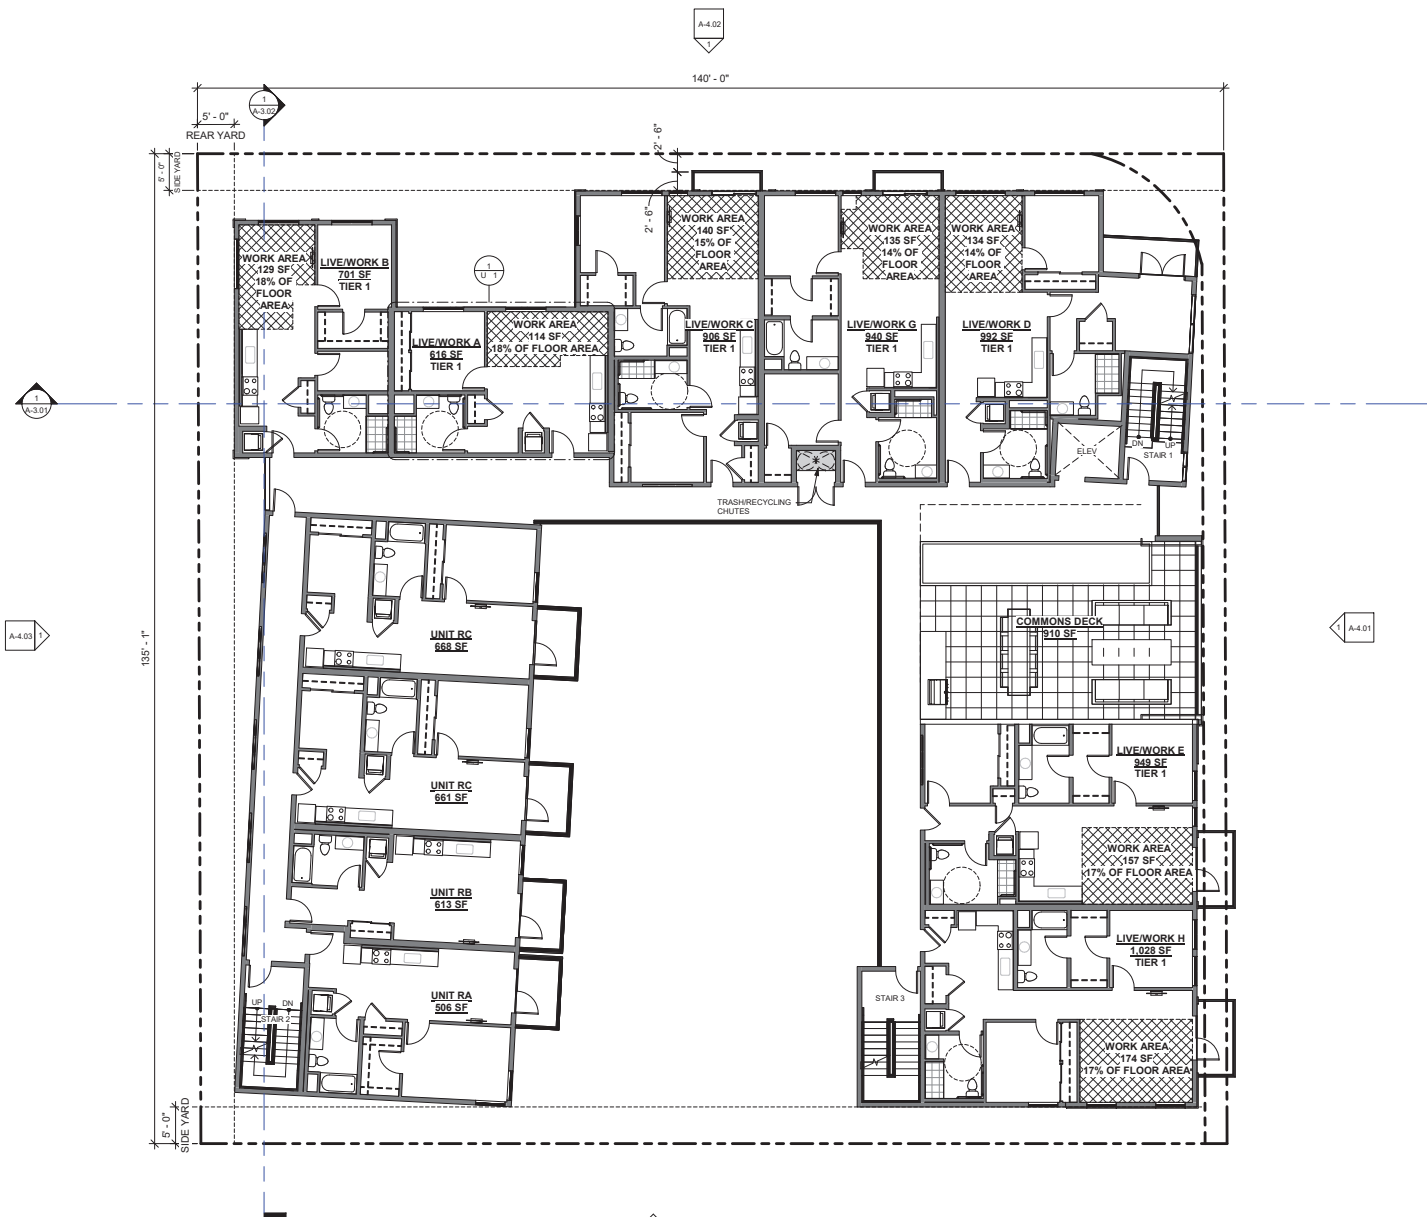 A-4.02
1
140' - 0"
1
A-3.02
5' - 0"
REAR YARD
2' - 6"
5' - 0"
SIDE YARD
2' - 6"
WORK AREA
129 SF
18% OF
FLOOR
AREA
LIVE/WORK B
701 SF
TIER 1
1
U 1
WORK AREA
140 SF
15% OF
FLOOR
AREA
WORK AREA
135 SF
14% OF
FLOOR
AREA
WORK AREA
134 SF
14% OF
FLOOR
AREA
LIVE/WORK A
616 SF
TIER 1
WORK AREA
114 SF
18% OF FLOOR AREA
LIVE/WORK C
906 SF
TIER 1
LIVE/WORK G
940 SF
TIER 1
LIVE/WORK D
992 SF
TIER 1
1
A-3.01
DN
UP
STAIR 1
ELEV
TRASH/RECYCLING
CHUTES
A-4.03
1
135' - 1"
UNIT RC
668 SF
COMMONS DECK
910 SF
1
A-4.01
UNIT RC
661 SF
LIVE/WORK E
949 SF
TIER 1
WORK AREA
157 SF
17% OF FLOOR AREA
UNIT RB
613 SF
LIVE/WORK H
1,028 SF
TIER 1
UNIT RA
506 SF
UP
DN
STAIR 2
STAIR 3
WORK AREA
174 SF
17% OF FLOOR AREA
5' - 0"
SIDE YARD